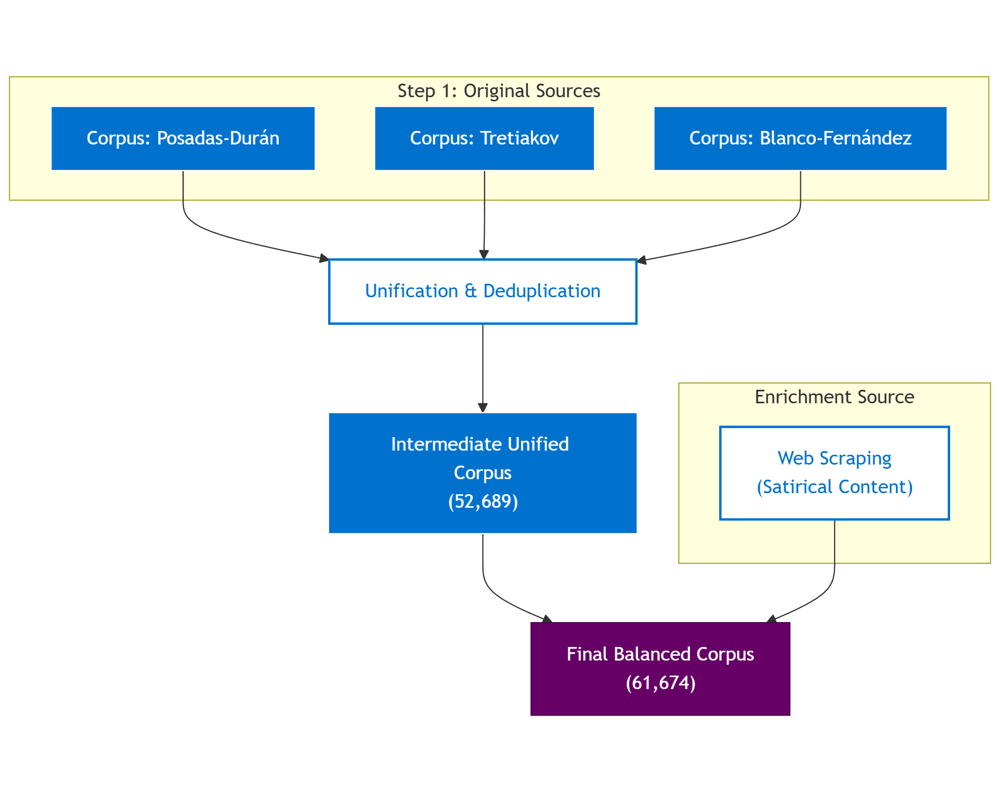 Step 1: Original Sources
Corpus: Posadas-Durán
Corpus: Tretiakov
Corpus: Blanco-Fernández
Unification & Deduplication
Intermediate Unified
Corpus
(52,689)
Enrichment Source
Web Scraping
(Satirical Content)
Final Balanced Corpus
(61,674)